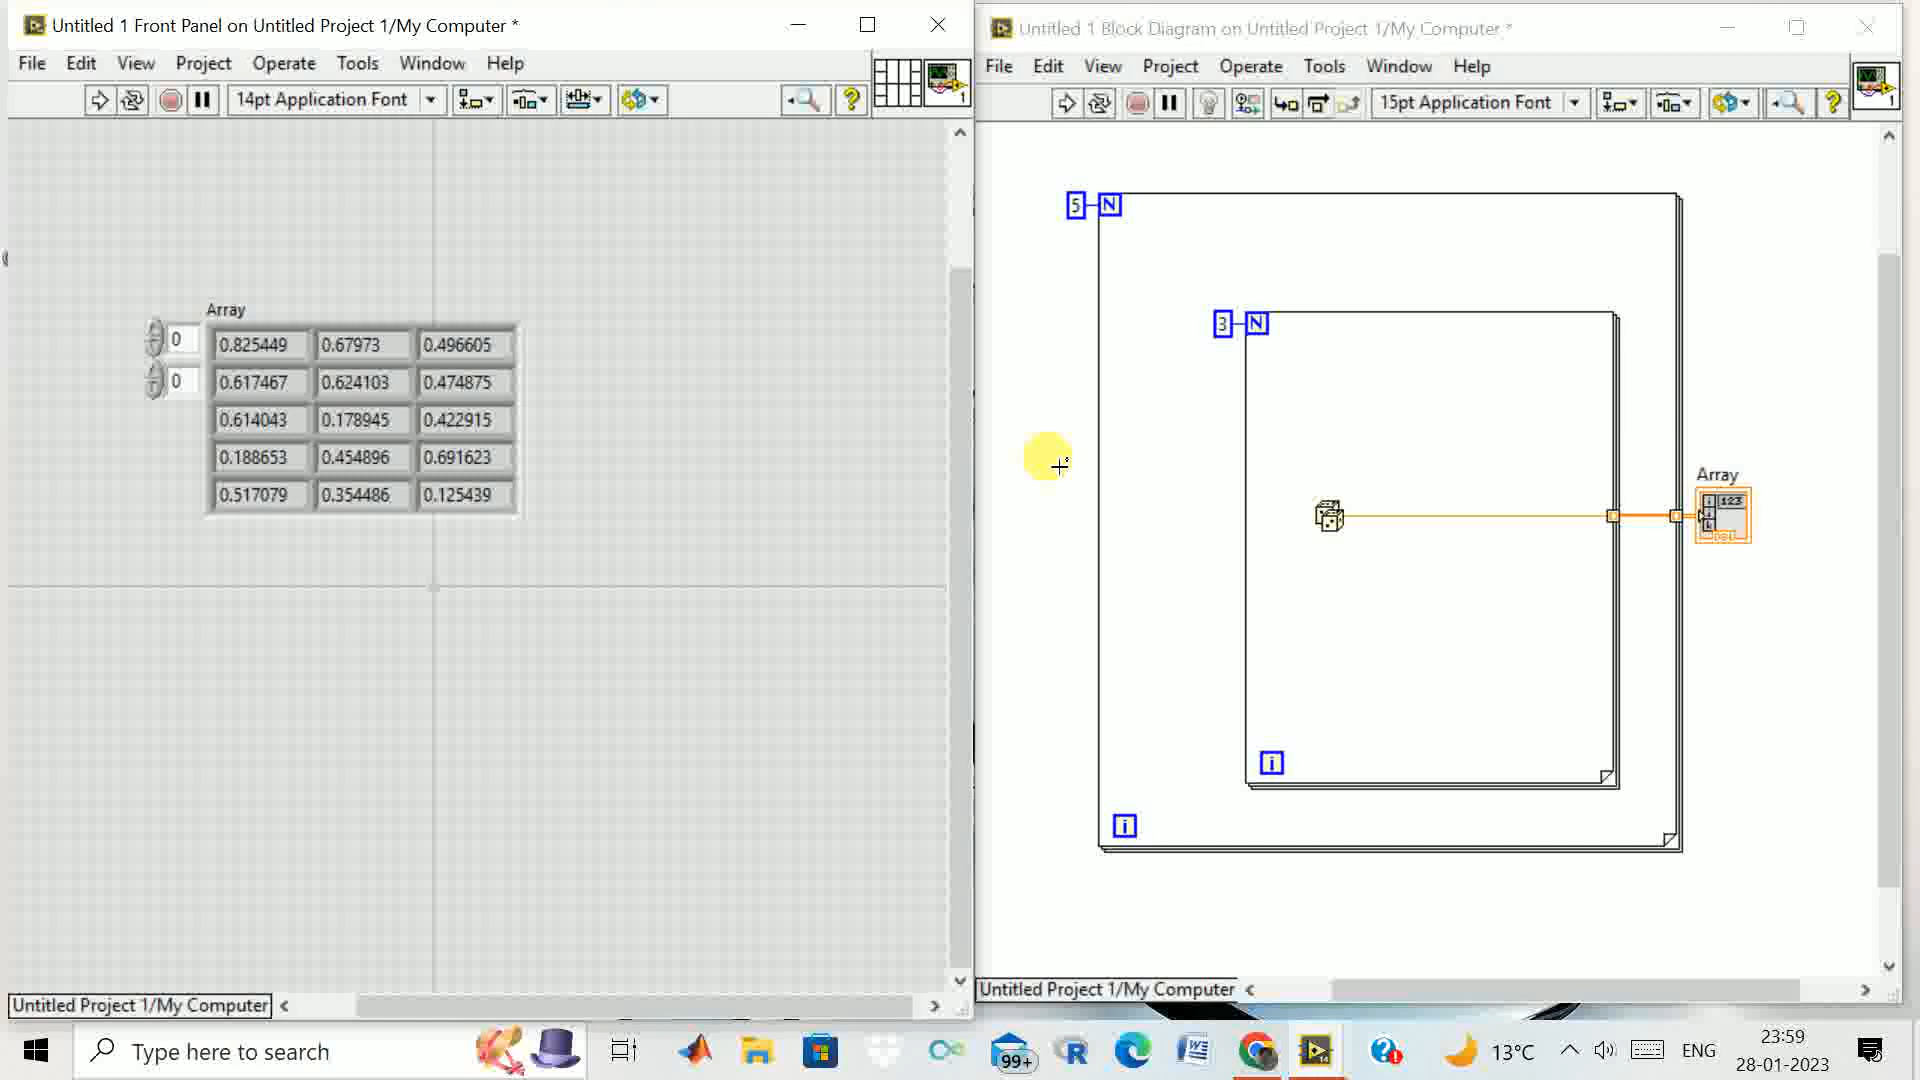 Untitled 1 Front Panel on Untitled Project 1/My Computer *
File Edit View Project Operate Tools Window Help
14pt Application Font
1
Array
0 0.825449 0.67973 0.496605
0 0.617467 0.624103 0.474875
0.614043 0.178945 0.422915
0.188653 0.454896 0.691623
0.517079 0.354486 0.125439
Untitled Project 1/My Computer
Untitled 1 Block Diagram on Untitled Project 1/My Computer *
File Edit View Project Operate Tools Window Help
15pt Application Font
1
5 N
3 N
Array
123
DBL
i
i
Untitled Project 1/My Computer
Type here to search
99+
13°C
ENG
23:59
28-01-2023